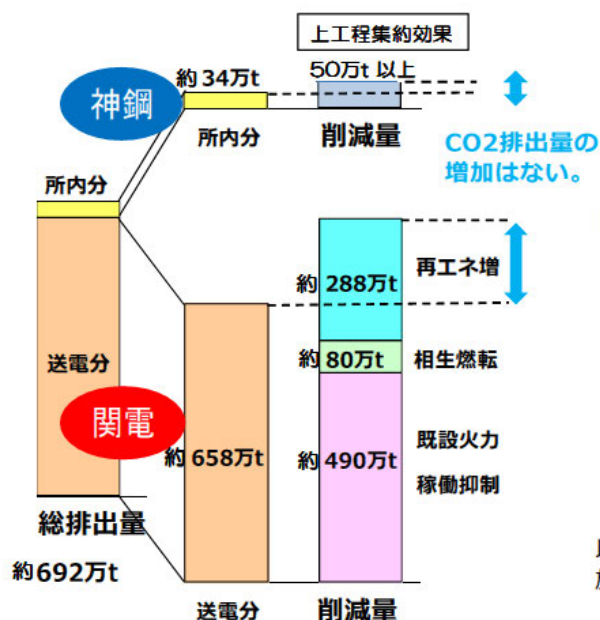 上工程集約効果
約34万t
50万t 以上
神鋼
所内分
削減量
CO2排出量の
増加はない。
所内分
約 288万t
再エネ増
送電分
約 80万t
相生燃転
関電
約 658万t
約 490万t
既設火力
稼働抑制
総排出量
約692万t
送電分
削減量